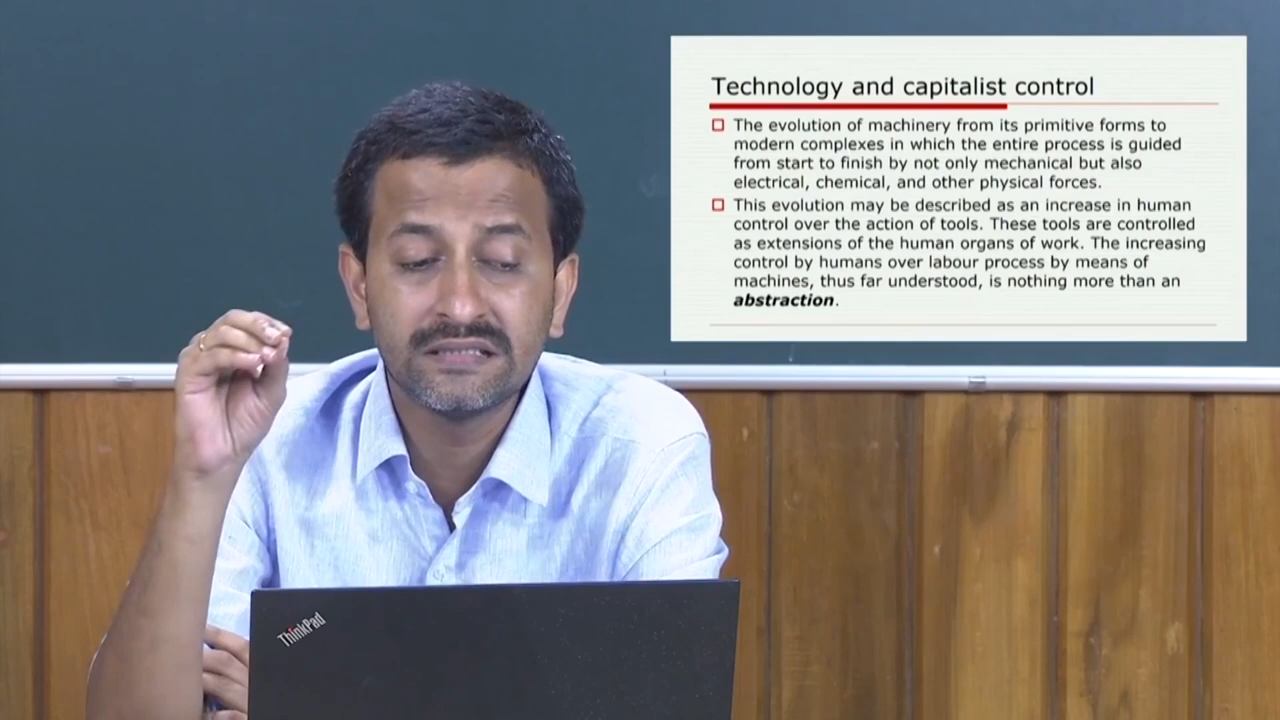 Technology and capitalist control
The evolution of machinery from its primitive forms to
modern complexes in which the entire process is guided
from start to finish by not only mechanical but also
electrical, chemical, and other physical forces.
This evolution may be described as an increase in human
control over the action of tools. These tools are controlled
as extensions of the human organs of work. The increasing
control by humans over labour process by means of
machines, thus far understood, is nothing more than an
abstraction.
ThinkPad